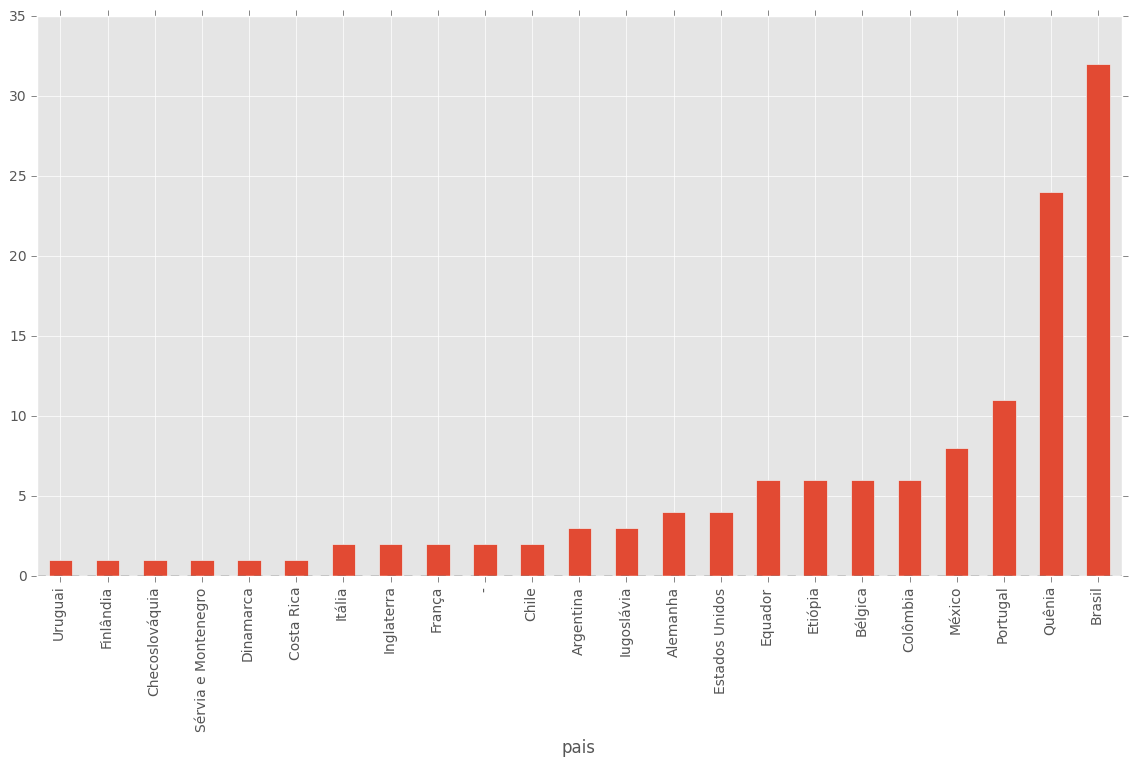 35
30
25
20
15
10
5
0
Uruguai
Finlândia
Checoslováquia
Sérvia e Montenegro
Dinamarca
Costa Rica
Itália
Inglaterra
França
-
Chile
Argentina
Iugoslávia
Alemanha
Estados Unidos
Equador
Etiópia
Bélgica
Colômbia
México
Portugal
Quênia
Brasil
pais